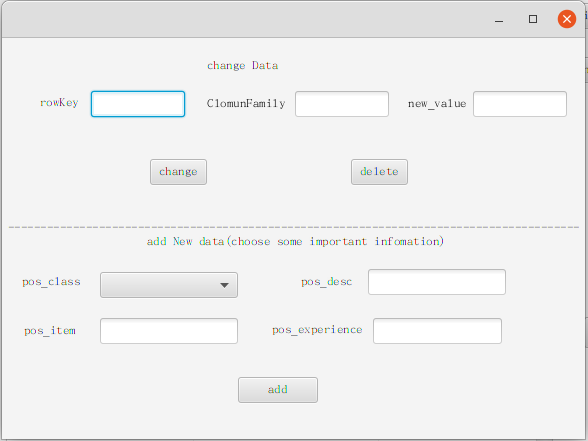 change Data
rowKey ClomunFamily new_value
change delete
add New data(choose some important infomation)
pos_class pos_desc
pos_item pos_experience
add